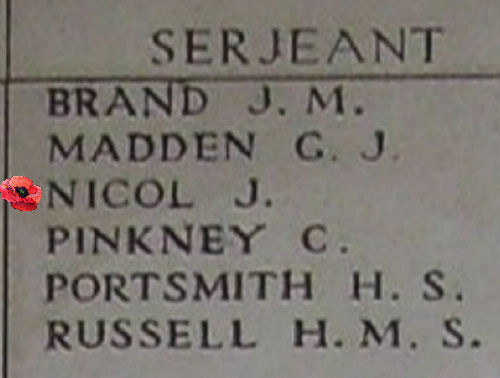 SERJEANT
BRAND J. M.
MADDEN G. J.
NICOL J.
PINKNEY C.
PORTSMITH H. S.
RUSSELL H. M. S.